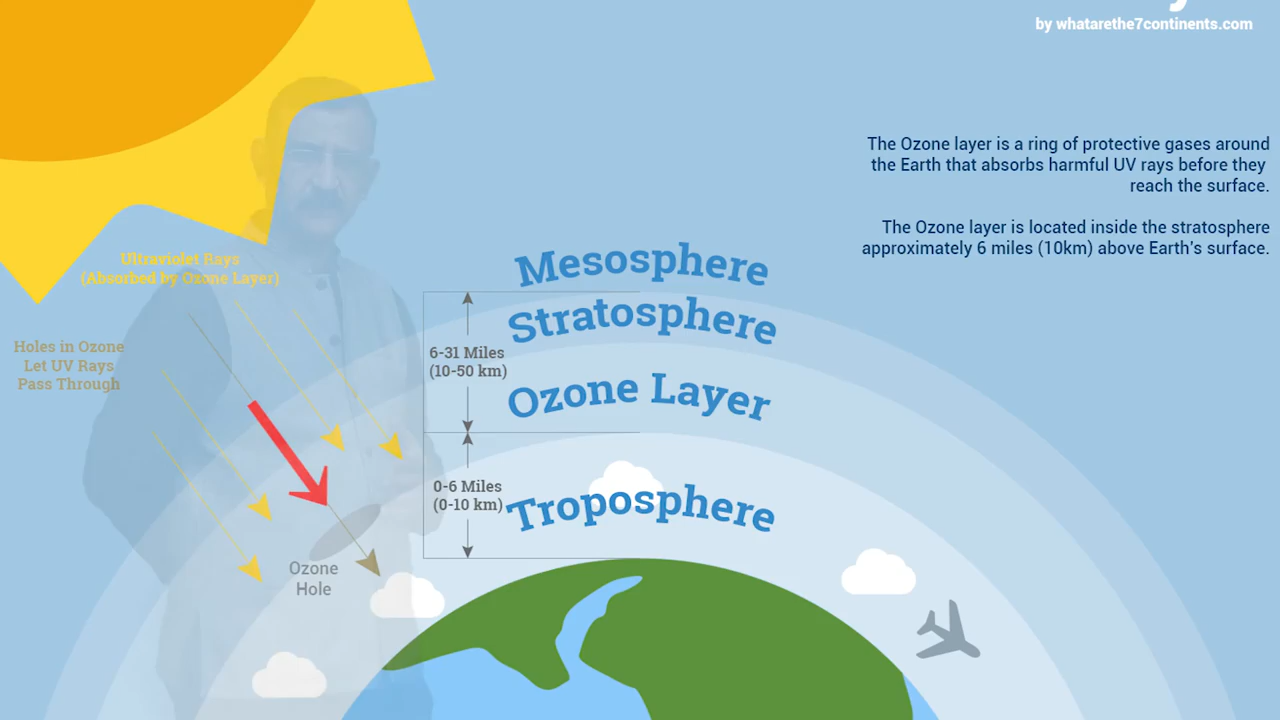 by whatarethe7continents.com
The Ozone layer is a ring of protective gases around
the Earth that absorbs harmful UV rays before they
reach the surface.
The Ozone layer is located inside the stratosphere
approximately 6 miles (10km) above Earth's surface.
Ultraviolet Rays
(Absorbed by Ozone Layer)
Holes in Ozone
Let UV Rays
Pass Through
Mesosphere
Stratosphere
6-31 Miles
(10-50 km)
Ozone Layer
0-6 Miles
(0-10 km)
Troposphere
Ozone
Hole